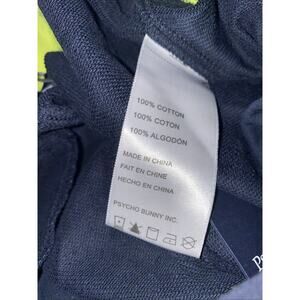 100% COTTON
100% COTON
100% ALGODÓN
MADE IN CHINA
FAIT EN CHINE
HECHO EN CHINA
PSYCHO BUNNY INC.